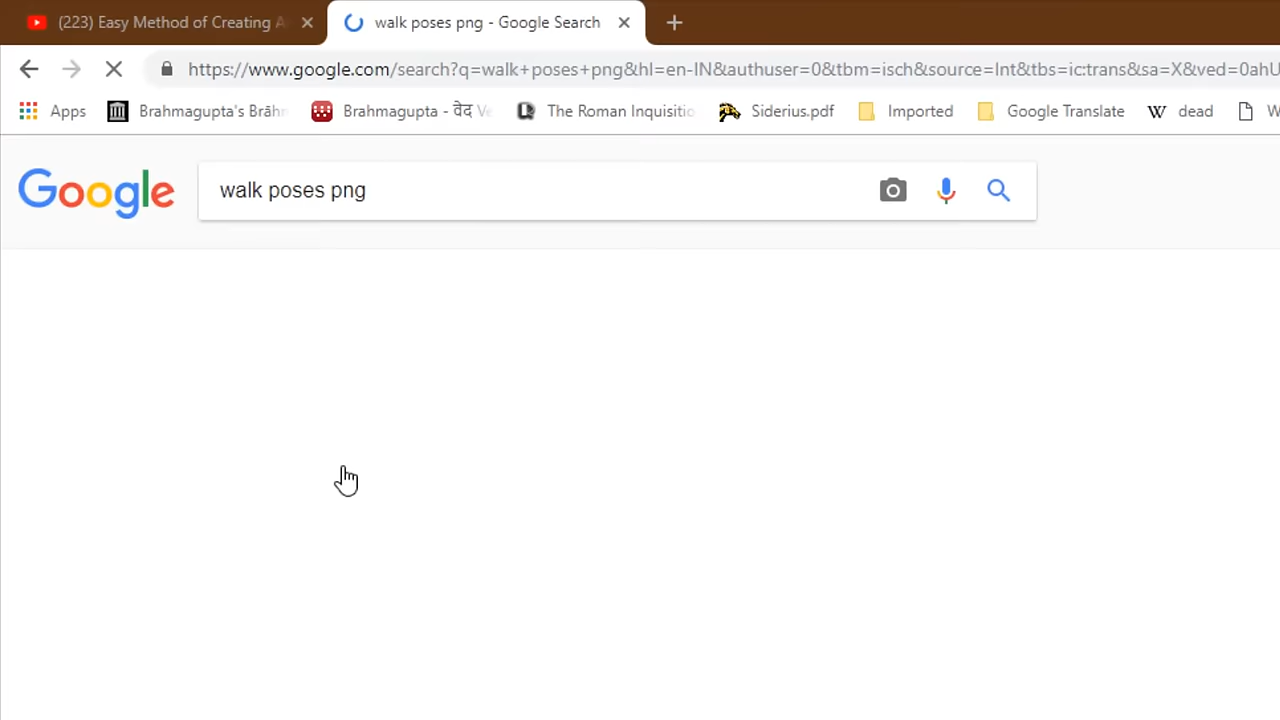 (223) Easy Method of Creating A
walk poses png - Google Search
https://www.google.com/search?q=walk+poses+png&hl=en-IN&authuser=0&tbm=isch&source=lnt&tbs=ic:trans&sa=X&ved=0ahU
Apps Brahmagupta's Brāhn Brahmagupta - वेद Ve The Roman Inquisitio Siderius.pdf Imported Google Translate dead W
Google walk poses png